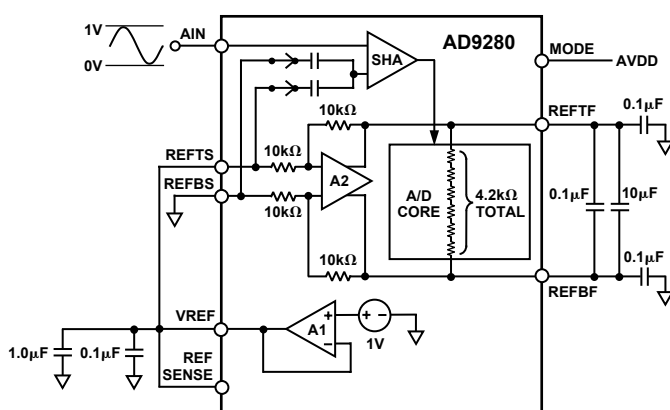 1V
AIN
0V
SHA
AD9280
MODE
AVDD
10kΩ
REFTF
0.1μF
REFTS
10kΩ
REFBS
A2
10kΩ
A/D
CORE
4.2kΩ
TOTAL
0.1μF
10μF
10kΩ
0.1μF
REFBF
VREF
A1
+
–
+ –
1V
1.0μF
0.1μF
REF
SENSE